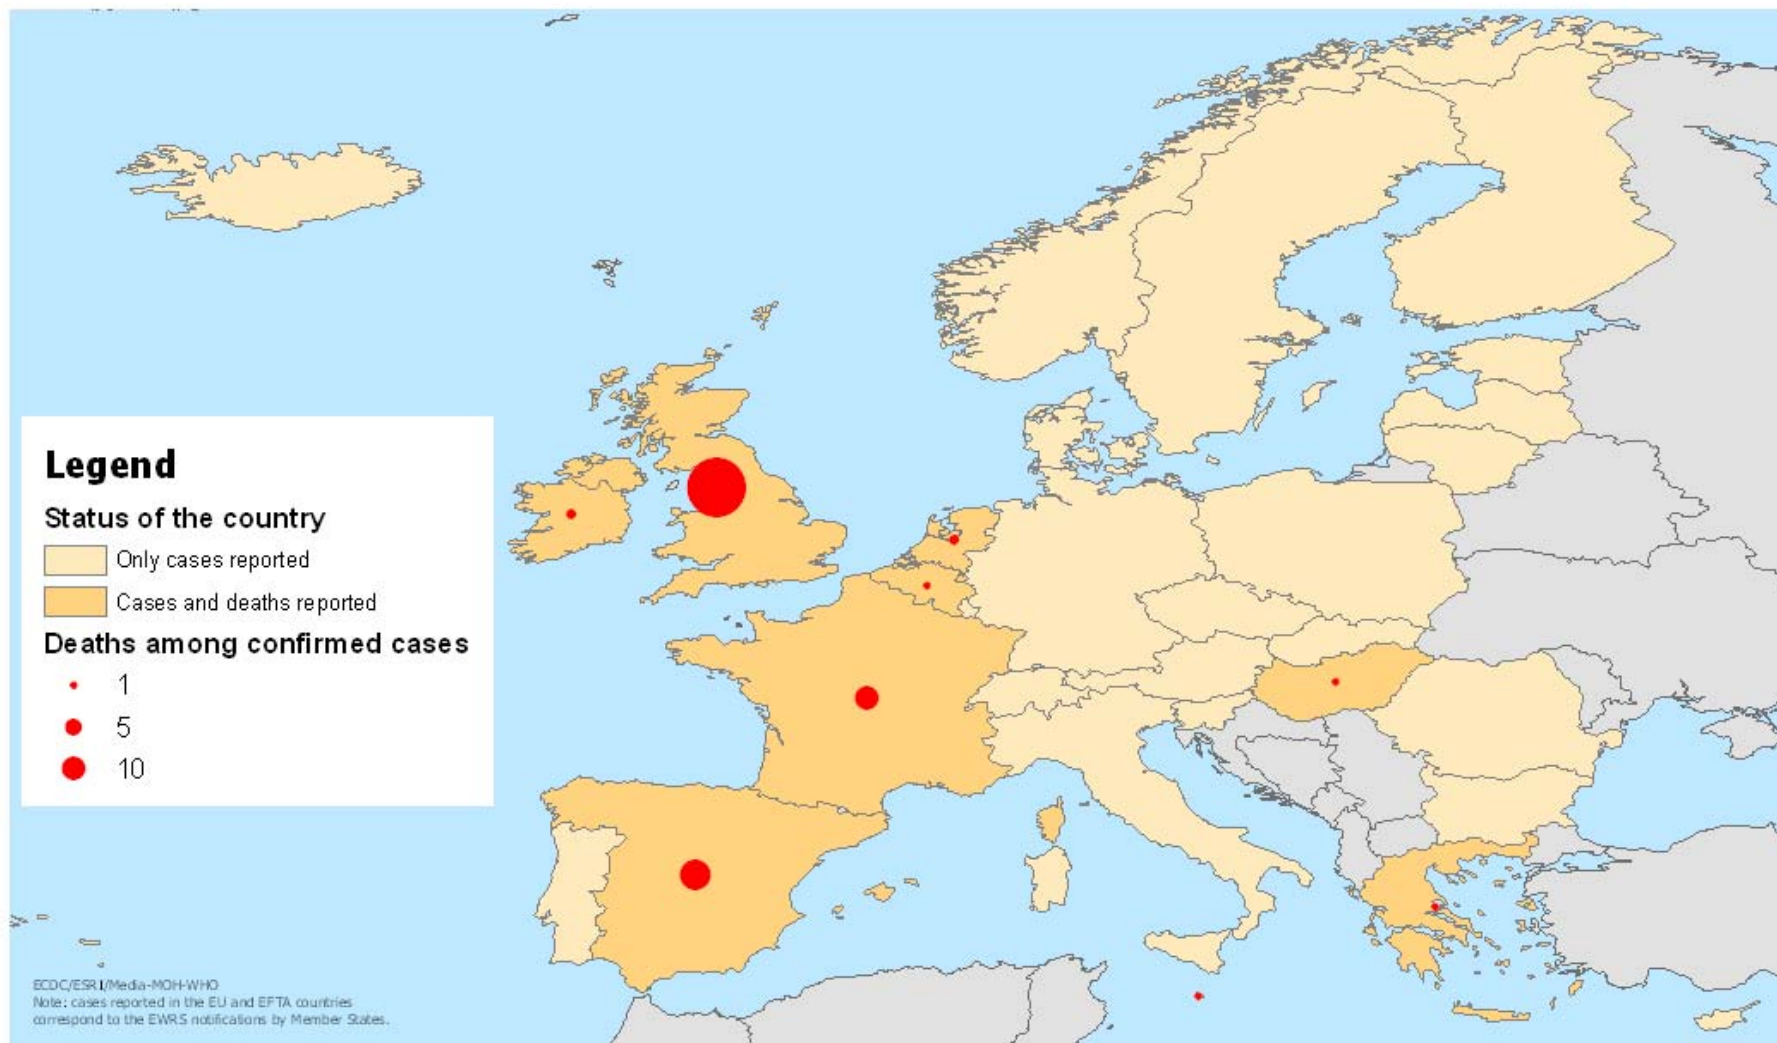 Legend
Status of the country
Only cases reported
Cases and deaths reported
Deaths among confirmed cases
1
5
10
ECDC/ESRI/Media-MOH-WHO
Note: cases reported in the EU and EFTA countries
correspond to the EWRS notifications by Member States.